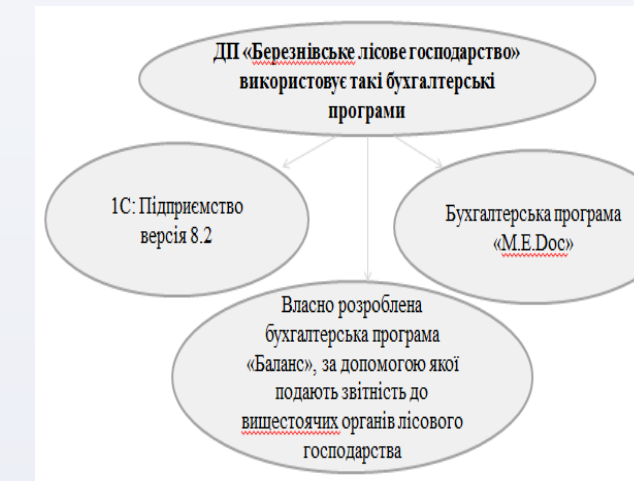 ДП «Березнівське лісове господарство»
використовує такі бухгалтерські
програми
1С: Підприємство
версія 8.2
Бухгалтерська програма
«M.E.Doc»
Власно розроблена
бухгалтерська програма
«Баланс», за допомогою якої
подають звітність до
вищестоячих органів лісового
господарства